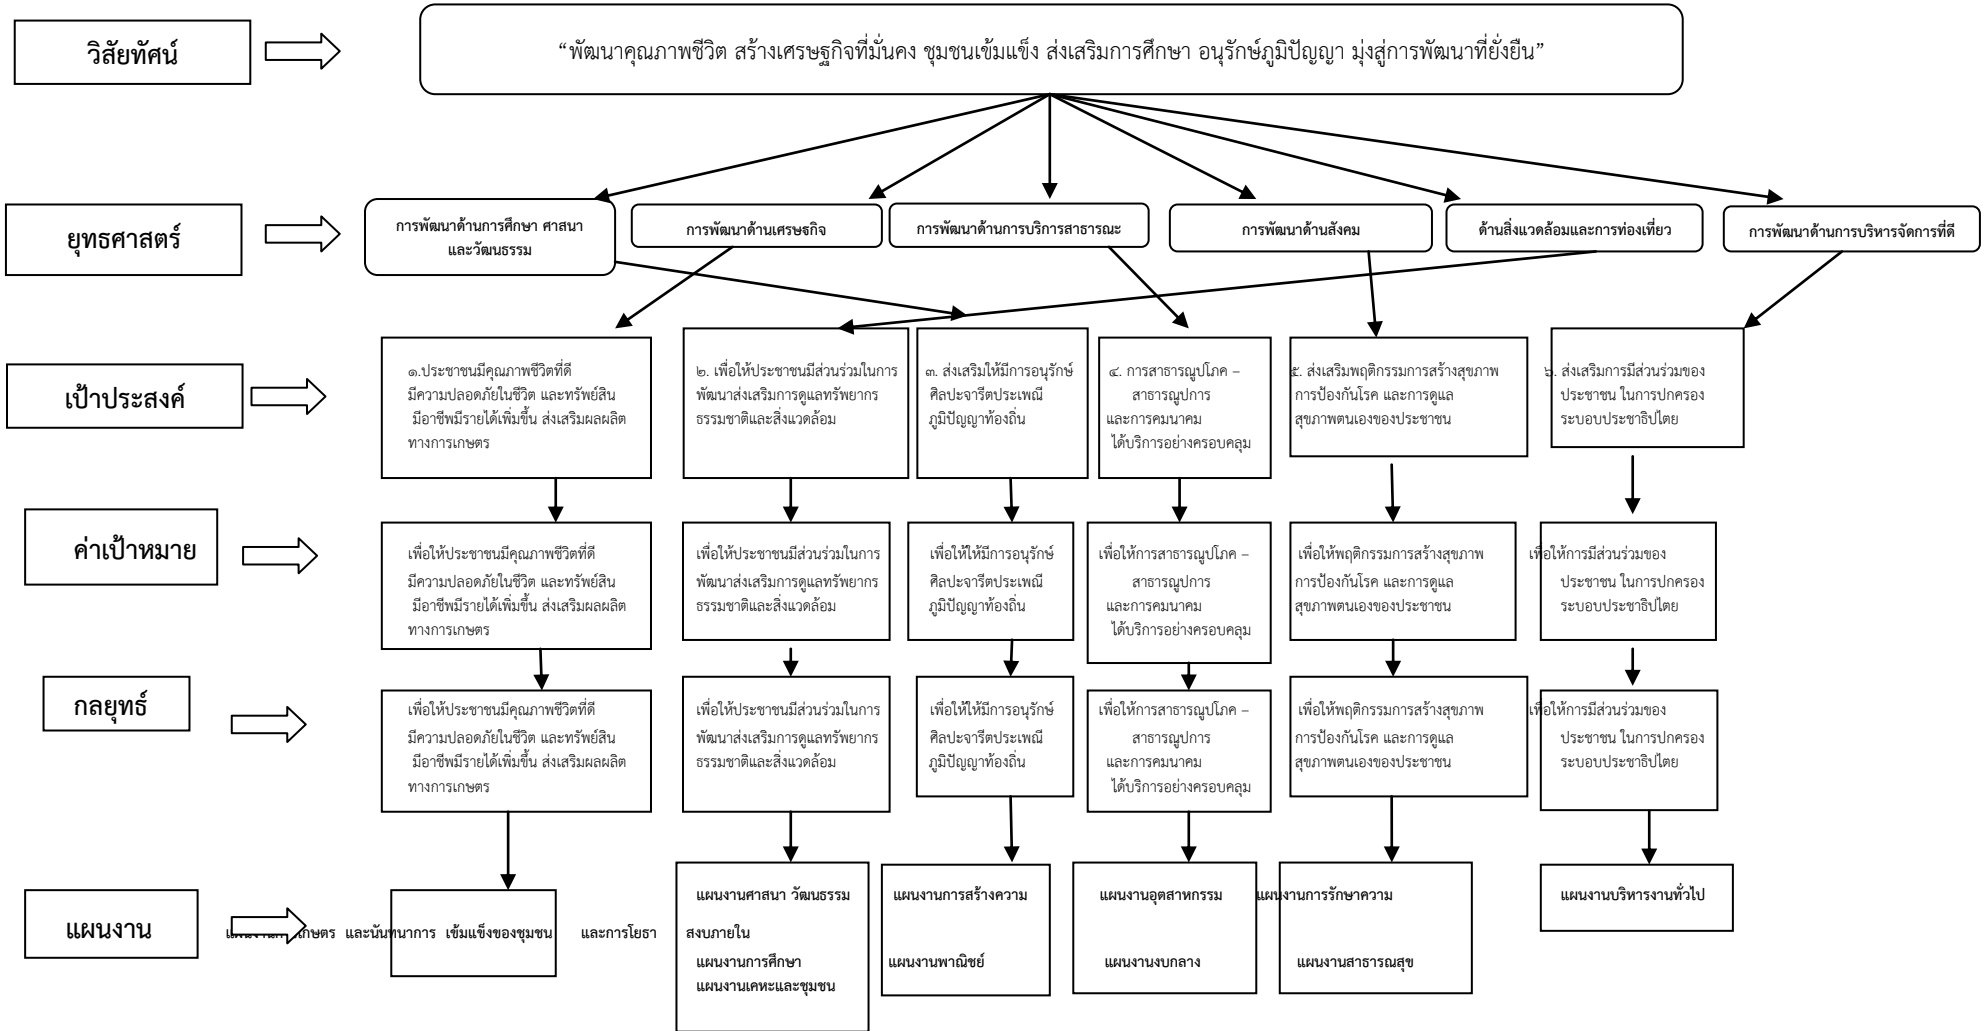 วิสัยทัศน์
“พัฒนาคุณภาพชีวิต สร้างเศรษฐกิจที่มั่นคง ชุมชนเข้มแข็ง ส่งเสริมการศึกษา อนุรักษ์ภูมิปัญญา มุ่งสู่การพัฒนาที่ยั่งยืน”
ยุทธศาสตร์
การพัฒนาด้านการศึกษา ศาสนา
และวัฒนธรรม
การพัฒนาด้านเศรษฐกิจ
การพัฒนาด้านการบริการสาธารณะ
การพัฒนาด้านสังคม
ด้านสิ่งแวดล้อมและการท่องเที่ยว
การพัฒนาด้านการบริหารจัดการที่ดี
เป้าประสงค์
๑.ประชาชนมีคุณภาพชีวิตที่ดี
มีความปลอดภัยในชีวิต และทรัพย์สิน
มีอาชีพมีรายได้เพิ่มขึ้น ส่งเสริมผลผลิต
ทางการเกษตร
๒. เพื่อให้ประชาชนมีส่วนร่วมในการ
พัฒนาส่งเสริมการดูแลทรัพยากร
ธรรมชาติและสิ่งแวดล้อม
๓. ส่งเสริมให้มีการอนุรักษ์
ศิลปะจารีตประเพณี
ภูมิปัญญาท้องถิ่น
๔. การสาธารณูปโภค –
สาธารณูปการ
และการคมนาคม
ได้บริการอย่างครอบคลุม
๕. ส่งเสริมพฤติกรรมการสร้างสุขภาพ
การป้องกันโรค และการดูแล
สุขภาพตนเองของประชาชน
๖. ส่งเสริมการมีส่วนร่วมของ
ประชาชน ในการปกครอง
ระบอบประชาธิปไตย
ค่าเป้าหมาย
เพื่อให้ประชาชนมีคุณภาพชีวิตที่ดี
มีความปลอดภัยในชีวิต และทรัพย์สิน
มีอาชีพมีรายได้เพิ่มขึ้น ส่งเสริมผลผลิต
ทางการเกษตร
เพื่อให้ประชาชนมีส่วนร่วมในการ
พัฒนาส่งเสริมการดูแลทรัพยากร
ธรรมชาติและสิ่งแวดล้อม
เพื่อให้ให้มีการอนุรักษ์
ศิลปะจารีตประเพณี
ภูมิปัญญาท้องถิ่น
เพื่อให้การสาธารณูปโภค –
สาธารณูปการ
และการคมนาคม
ได้บริการอย่างครอบคลุม
เพื่อให้พฤติกรรมการสร้างสุขภาพ
การป้องกันโรค และการดูแล
สุขภาพตนเองของประชาชน
เพื่อให้การมีส่วนร่วมของ
ประชาชน ในการปกครอง
ระบอบประชาธิปไตย
กลยุทธ์
เพื่อให้ประชาชนมีคุณภาพชีวิตที่ดี
มีความปลอดภัยในชีวิต และทรัพย์สิน
มีอาชีพมีรายได้เพิ่มขึ้น ส่งเสริมผลผลิต
ทางการเกษตร
เพื่อให้ประชาชนมีส่วนร่วมในการ
พัฒนาส่งเสริมการดูแลทรัพยากร
ธรรมชาติและสิ่งแวดล้อม
เพื่อให้ให้มีการอนุรักษ์
ศิลปะจารีตประเพณี
ภูมิปัญญาท้องถิ่น
เพื่อให้การสาธารณูปโภค –
สาธารณูปการ
และการคมนาคม
ได้บริการอย่างครอบคลุม
เพื่อให้พฤติกรรมการสร้างสุขภาพ
การป้องกันโรค และการดูแล
สุขภาพตนเองของประชาชน
เพื่อให้การมีส่วนร่วมของ
ประชาชน ในการปกครอง
ระบอบประชาธิปไตย
แผนงาน
แผนงานศาสนา วัฒนธรรม แผนงานการสร้างความ แผนงานอุตสาหกรรม แผนงานการรักษาความ แผนงานบริหารงานทั่วไป
และนันทนาการ เข้มแข็งของชุมชน และการโยธา สงบภายใน
แผนงานการศึกษา แผนงานพาณิชย์ แผนงานงบกลาง แผนงานสาธารณสุข
แผนงานเคหะและชุมชน